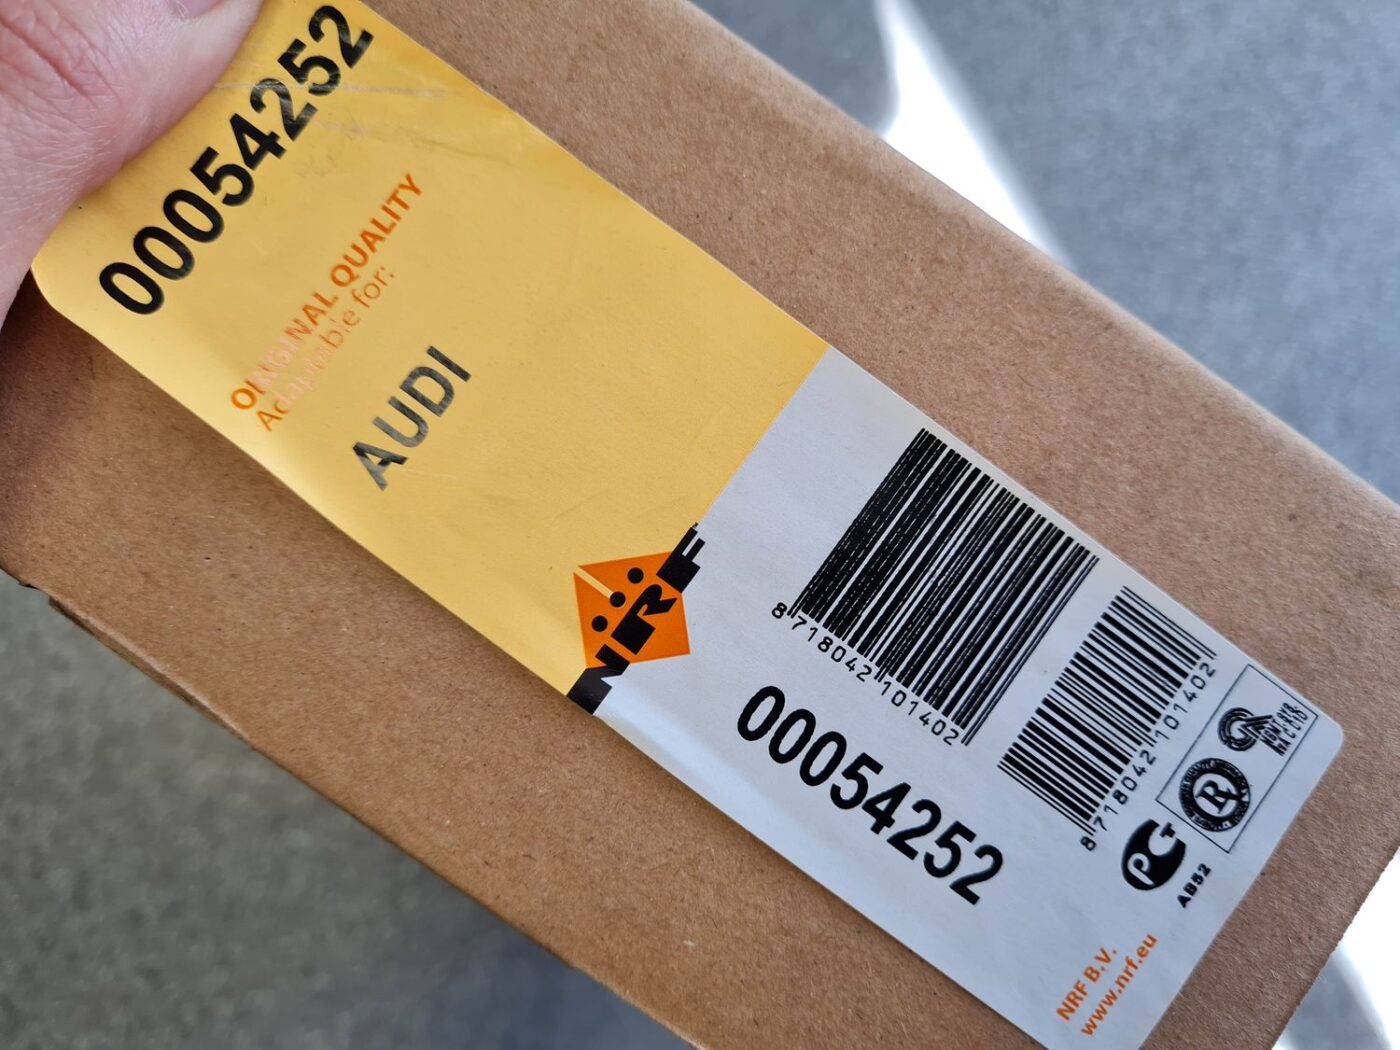 00054252
ORIGINAL QUALITY
Adaptable for:
AUDI
NRF
8 718042 101402
00054252
8 718042 101402
AB52
NRF B.V.
www.nrf.eu